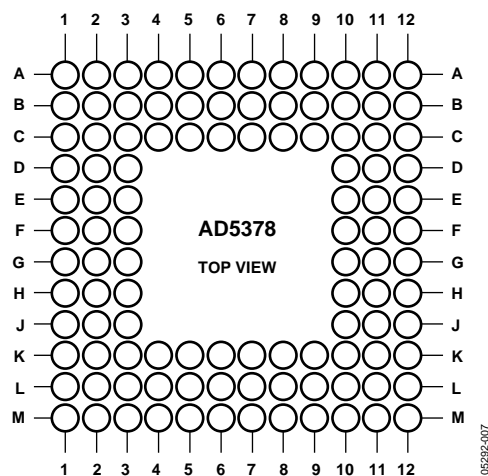 1 2 3 4 5 6 7 8 9 10 11 12
A A
B B
C C
D D
E E
F AD5378 F
G TOP VIEW G
H H
J J
K K
L L
M M
1 2 3 4 5 6 7 8 9 10 11 12
05292-007